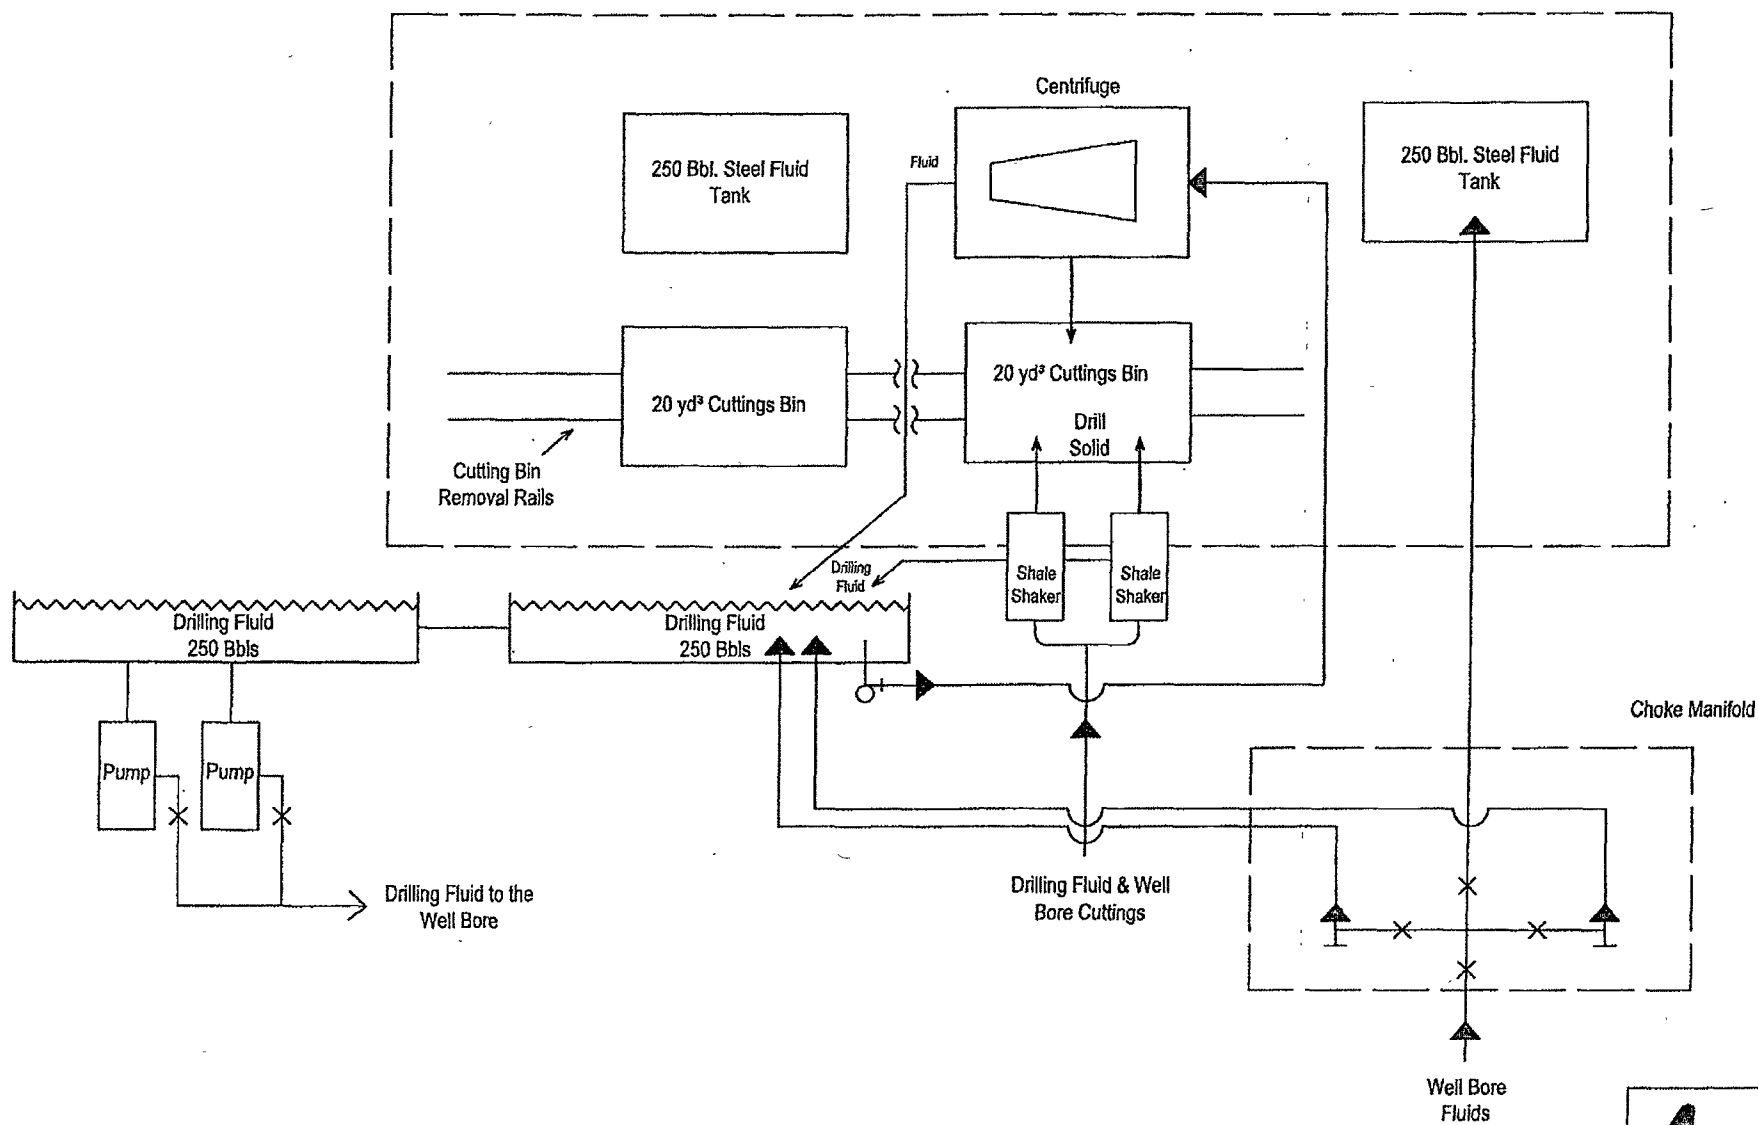 Centrifuge
250 Bbl. Steel Fluid
Tank
Fluid
250 Bbl. Steel Fluid
Tank
20 yd³ Cuttings Bin
20 yd³ Cuttings Bin
Drill
Solid
Cutting Bin
Removal Rails
Drilling
Fluid
Shale
Shaker
Shale
Shaker
Drilling Fluid
250 Bbls
Drilling Fluid
250 Bbls
Choke Manifold
Pump
Pump
Drilling Fluid to the
Well Bore
Drilling Fluid & Well
Bore Cuttings
Well Bore
Fluids